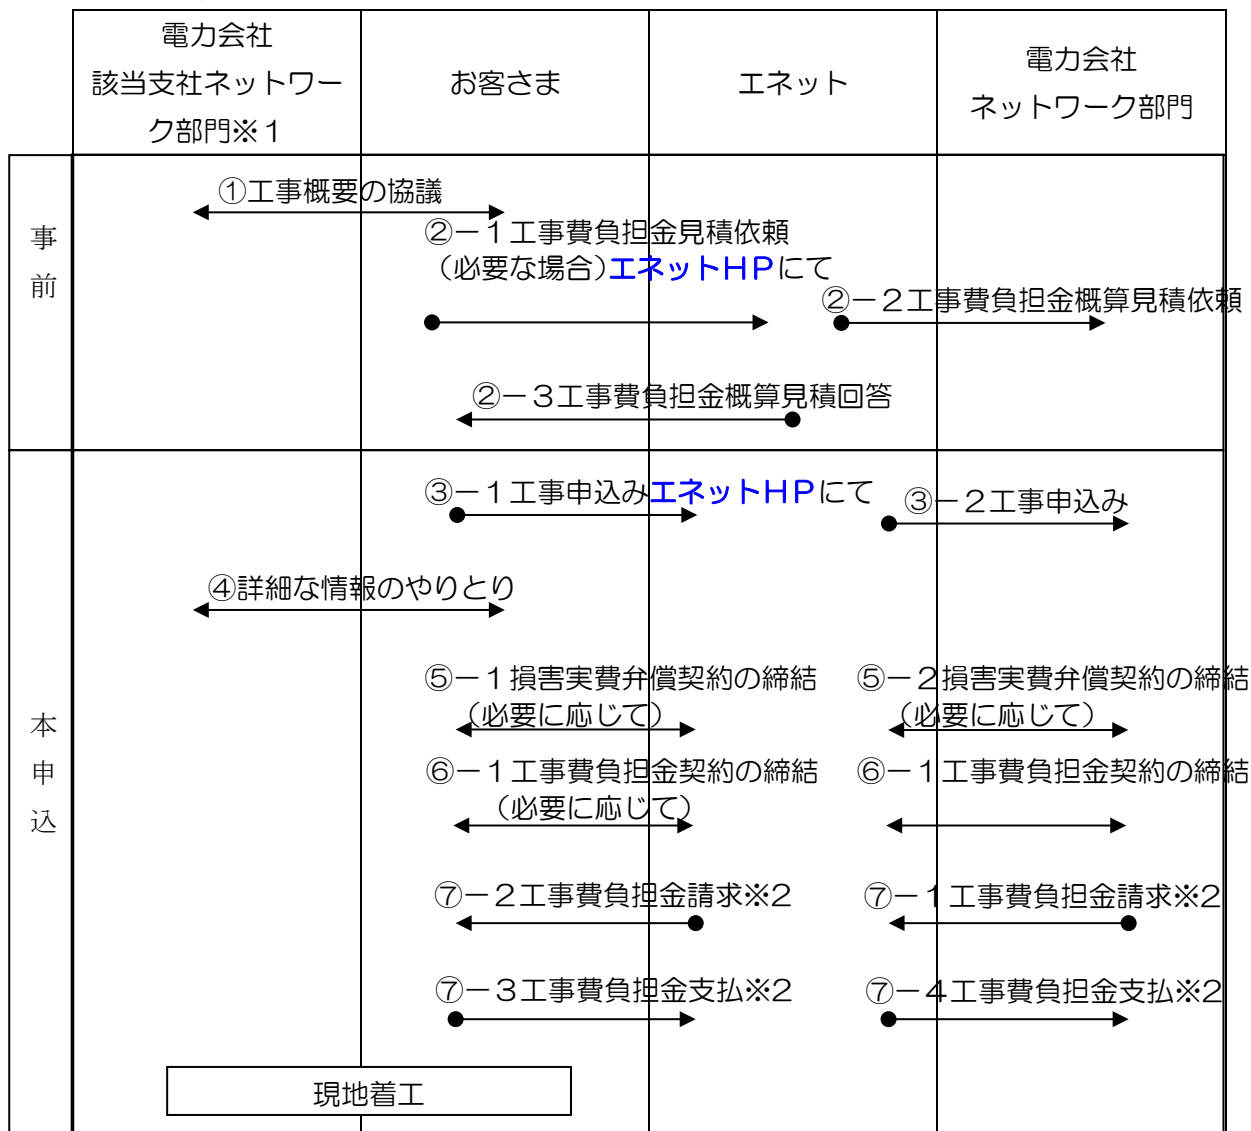 電力会社
該当支社ネットワー
ク部門※１
お客さま
エネット
電力会社
ネットワーク部門
事前
①工事概要の協議
②－１工事費負担金見積依頼
（必要な場合）エネットＨＰにて
②－２工事費負担金概算見積依頼
②－３工事費負担金概算見積回答
本申込
③－１工事申込みエネットＨＰにて
③－２工事申込み
④詳細な情報のやりとり
⑤－１損害実費弁償契約の締結
（必要に応じて）
⑤－２損害実費弁償契約の締結
（必要に応じて）
⑥－１工事費負担金契約の締結
（必要に応じて）
⑥－１工事費負担金契約の締結
⑦－２工事費負担金請求※2
⑦－１工事費負担金請求※2
⑦－３工事費負担金支払※2
⑦－４工事費負担金支払※2
現地着工